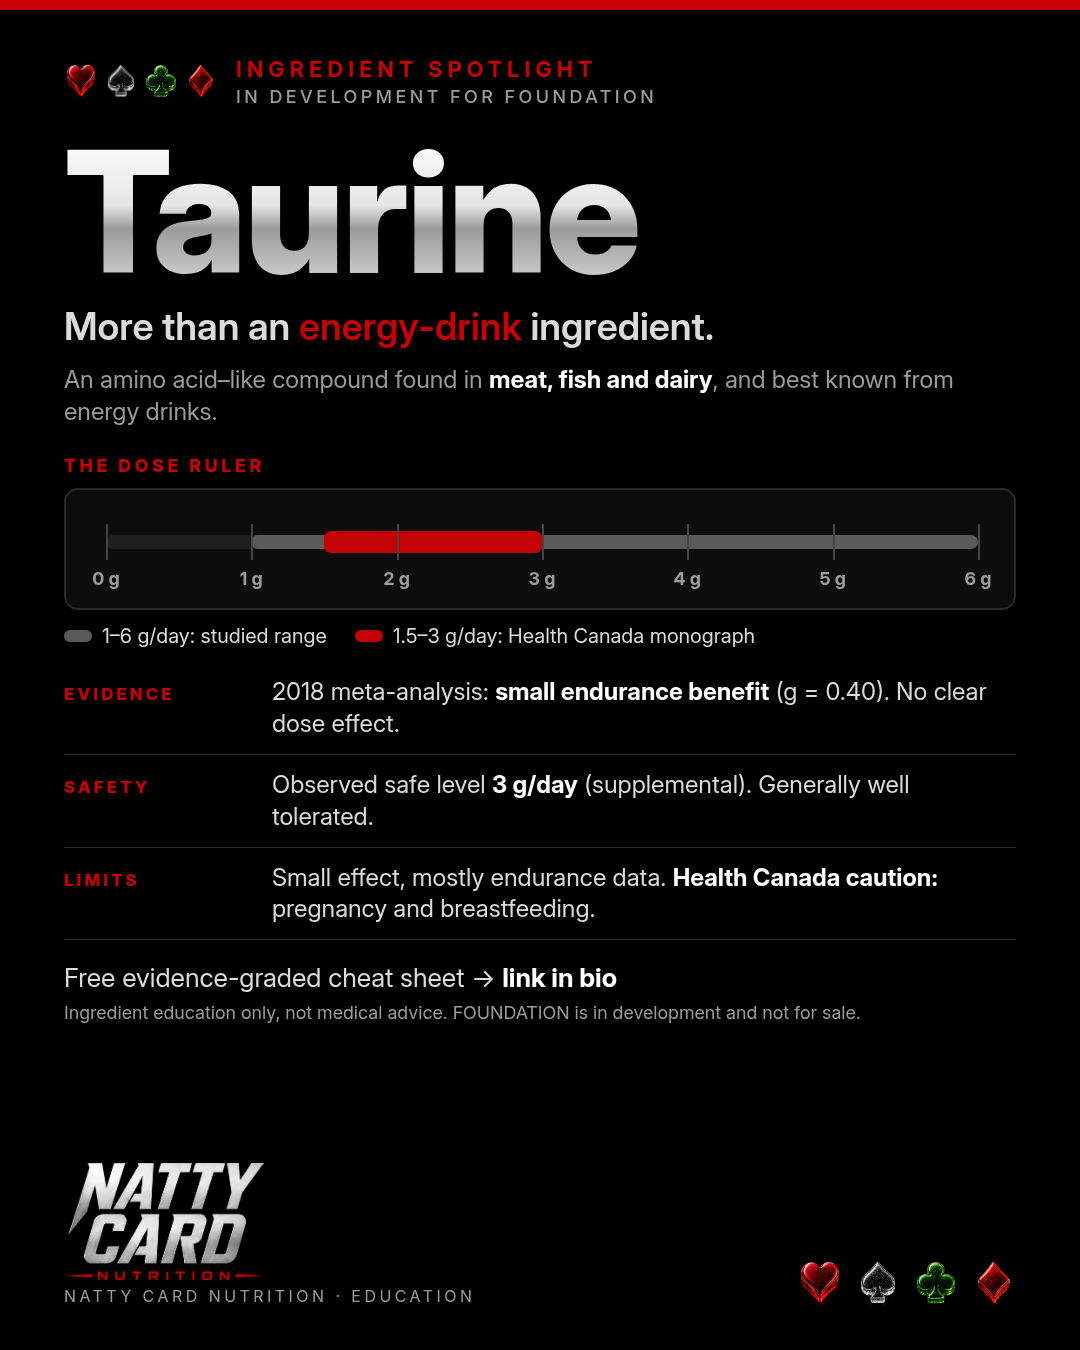 INGREDIENT SPOTLIGHT
IN DEVELOPMENT FOR FOUNDATION
Taurine
More than an energy-drink ingredient.
An amino acid–like compound found in meat, fish and dairy, and best known from
energy drinks.
THE DOSE RULER
0 g 1 g 2 g 3 g 4 g 5 g 6 g
1–6 g/day: studied range 1.5–3 g/day: Health Canada monograph
EVIDENCE 2018 meta-analysis: small endurance benefit (g = 0.40). No clear
dose effect.
SAFETY Observed safe level 3 g/day (supplemental). Generally well
tolerated.
LIMITS Small effect, mostly endurance data. Health Canada caution:
pregnancy and breastfeeding.
Free evidence-graded cheat sheet → link in bio
Ingredient education only, not medical advice. FOUNDATION is in development and not for sale.
NATTY
CARD
NUTRITION
NATTY CARD NUTRITION · EDUCATION